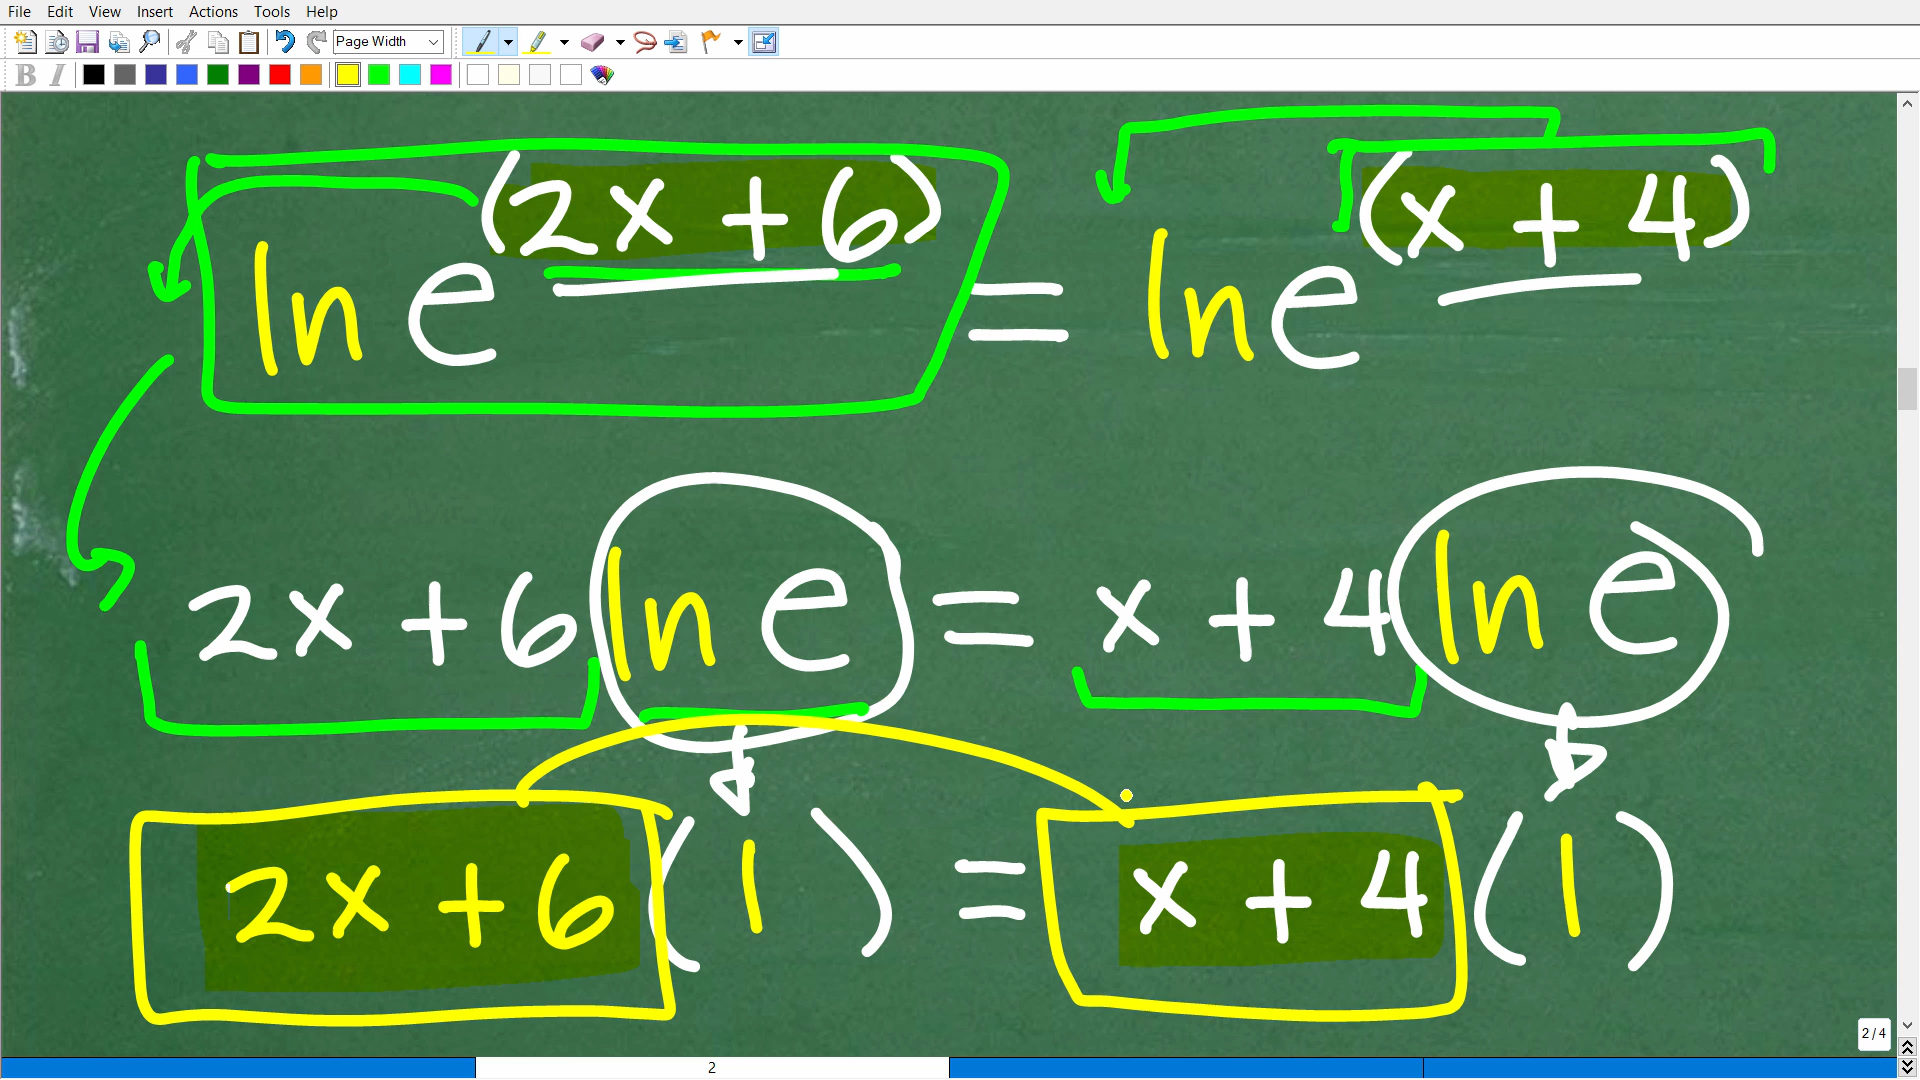 File Edit View Insert Actions Tools Help
Page Width
B I
ln e^(2x + 6) = ln e^(x + 4)
2x + 6 ln e = x + 4 ln e
2x + 6 ( 1 ) = x + 4 ( 1 )
2 / 4
2